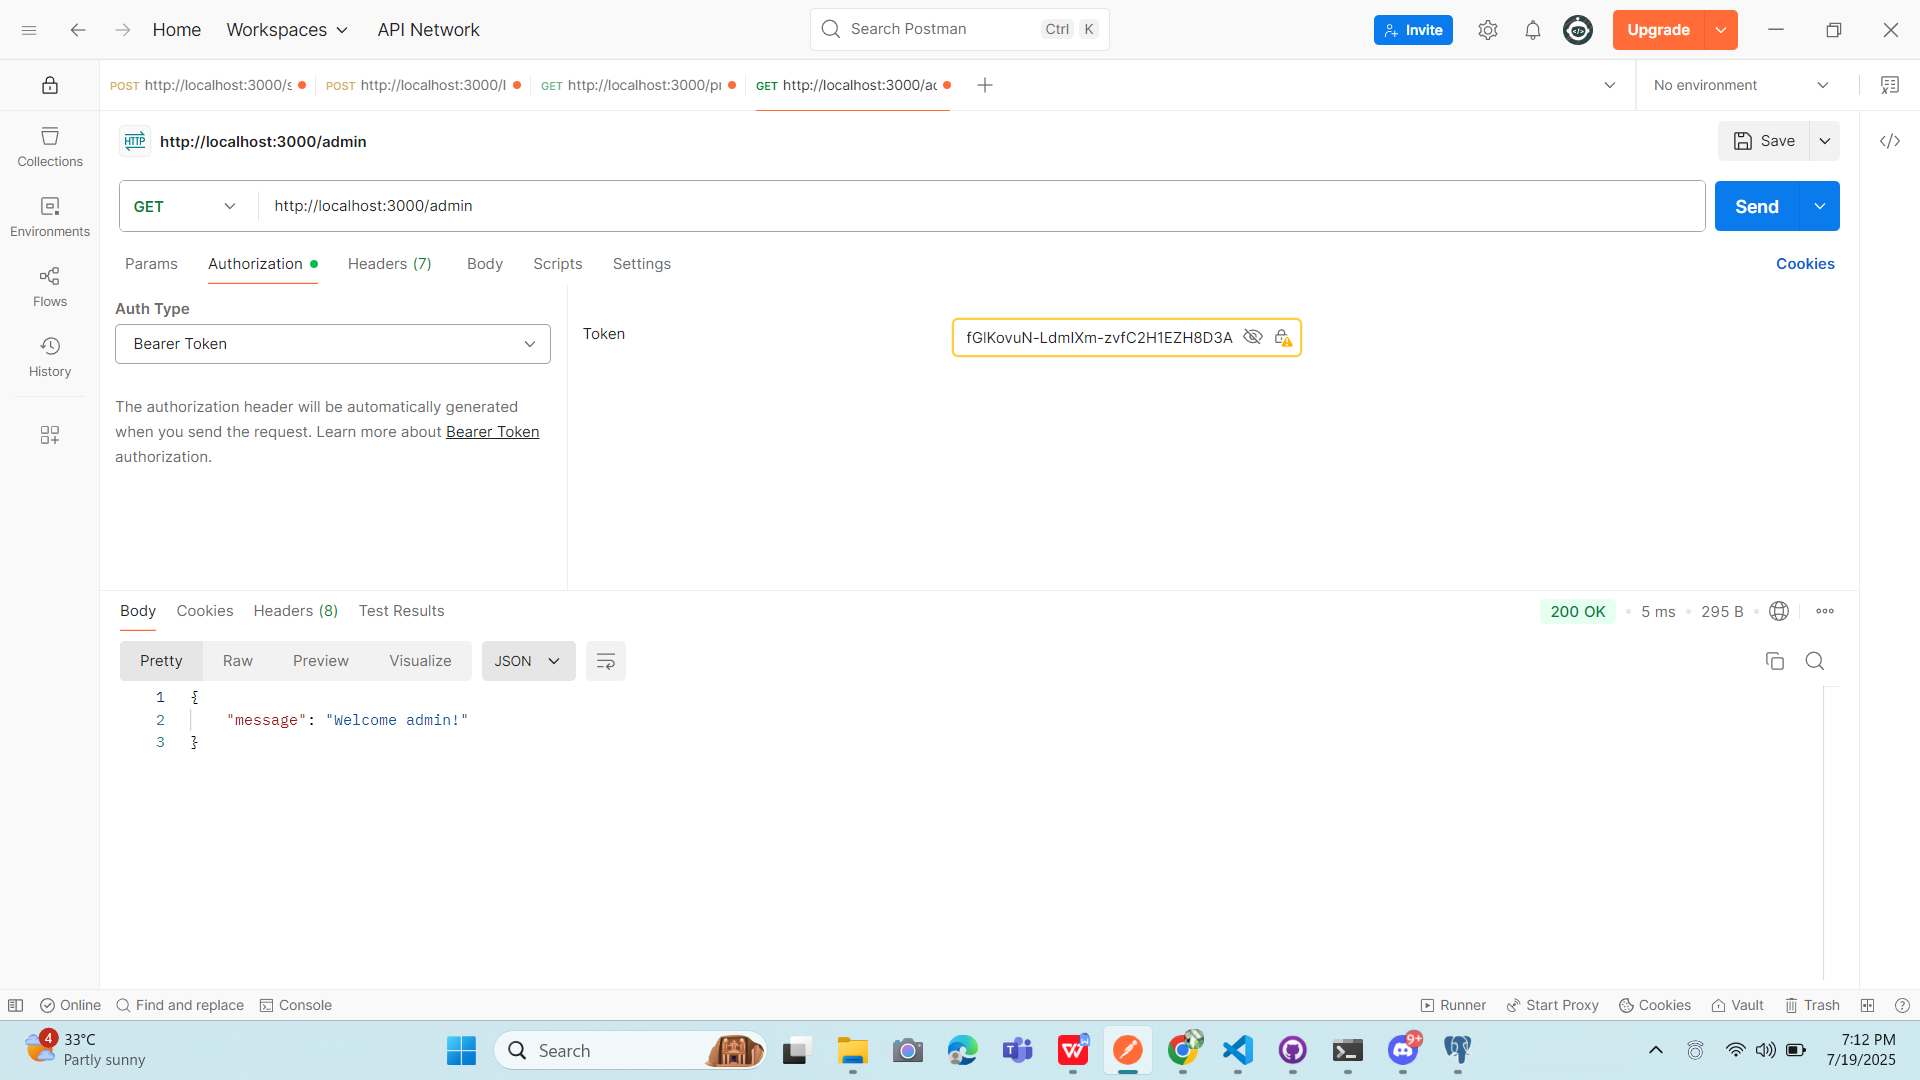 Home Workspaces API Network Search Postman Ctrl K Invite Upgrade
POST http://localhost:3000/s POST http://localhost:3000/l GET http://localhost:3000/pr GET http://localhost:3000/ad No environment
HTTP http://localhost:3000/admin Save
Collections
GET http://localhost:3000/admin Send
Environments
Params Authorization Headers (7) Body Scripts Settings Cookies
Flows
Auth Type
Token
Bearer Token
fGlKovuN-LdmIXm-zvfC2H1EZH8D3A
History
The authorization header will be automatically generated
when you send the request. Learn more about Bearer Token
authorization.
Body Cookies Headers (8) Test Results 200 OK 5 ms 295 B
Pretty Raw Preview Visualize JSON
1 {
2 "message": "Welcome admin!"
3 }
Online Find and replace Console Runner Start Proxy Cookies Vault Trash
4 33°C
Partly sunny
Search
9+
7:12 PM
7/19/2025